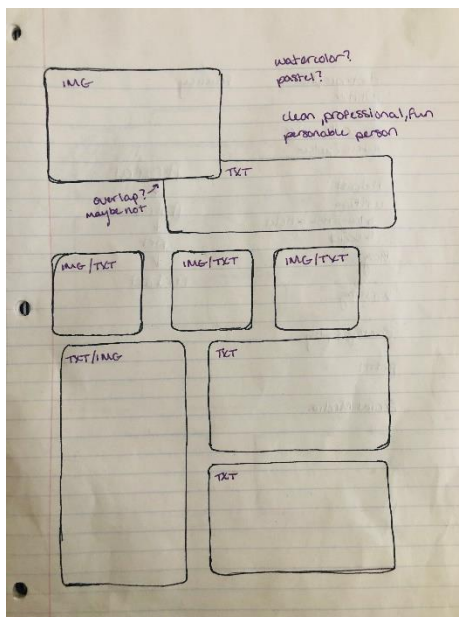 watercolor?
pastel?
clean, professional, fun
personable person
IMG
TXT
overlap?
maybe not
IMG/TXT
IMG/TXT
IMG/TXT
TXT/IMG
TXT
TXT